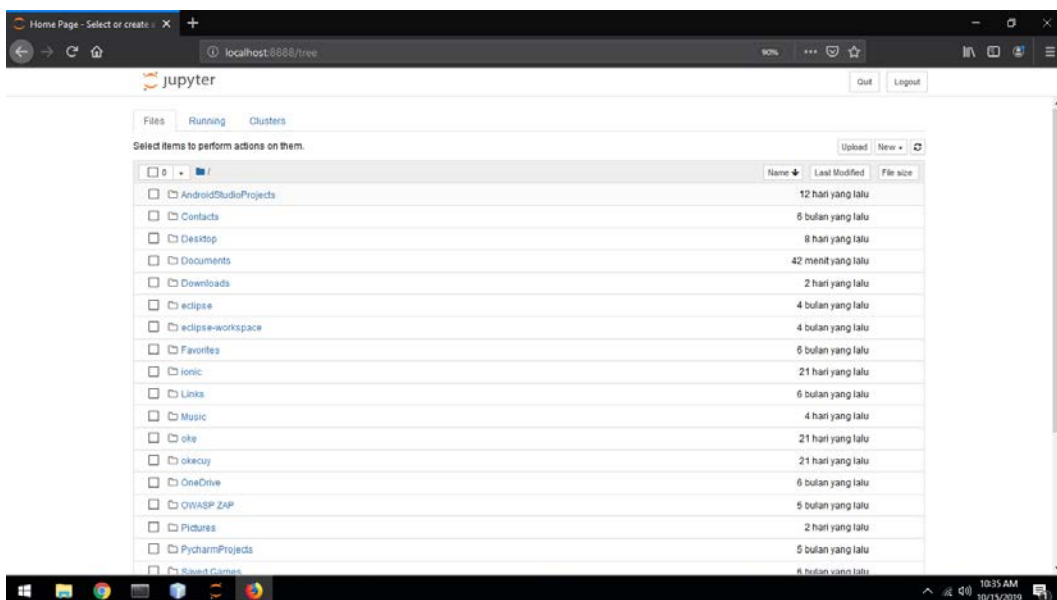 Home Page - Select or create a
localhost:8888/tree
90%
jupyter
Quit Logout
Files Running Clusters
Select items to perform actions on them.
Upload New
0 /
Name Last Modified File size
AndroidStudioProjects 12 hari yang lalu
Contacts 6 bulan yang lalu
Desktop 8 hari yang lalu
Documents 42 menit yang lalu
Downloads 2 hari yang lalu
eclipse 4 bulan yang lalu
eclipse-workspace 4 bulan yang lalu
Favorites 6 bulan yang lalu
ionic 21 hari yang lalu
Links 6 bulan yang lalu
Music 4 hari yang lalu
oke 21 hari yang lalu
okecuy 21 hari yang lalu
OneDrive 6 bulan yang lalu
OWASP ZAP 5 bulan yang lalu
Pictures 2 hari yang lalu
PycharmProjects 5 bulan yang lalu
Saved Games 6 bulan yang lalu
10:35 AM
10/15/2019